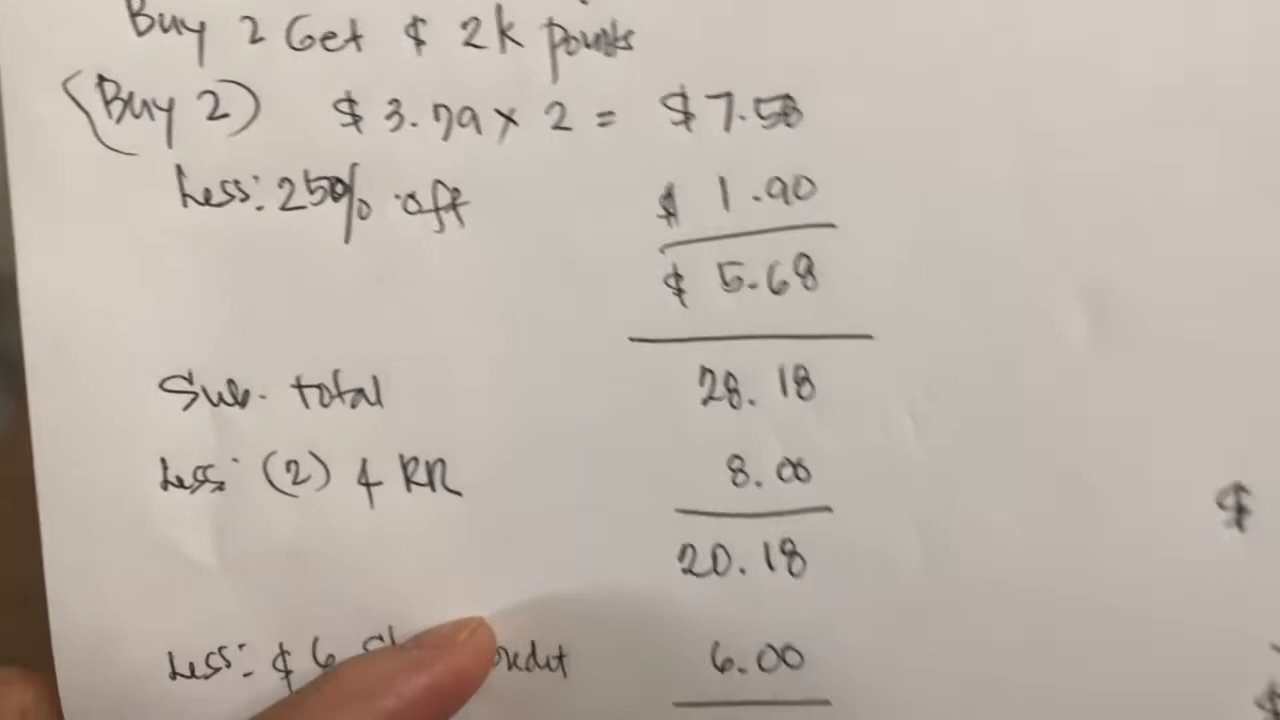 Buy 2 Get $ 2k points
(Buy 2) $ 3.79 x 2 = $ 7.58
Less: 25% off $ 1.90
$ 5.68
Sub. total 28.18
Less: (2) 4 RR 8.00
20.18
Less: $ 6 6.00
$
$